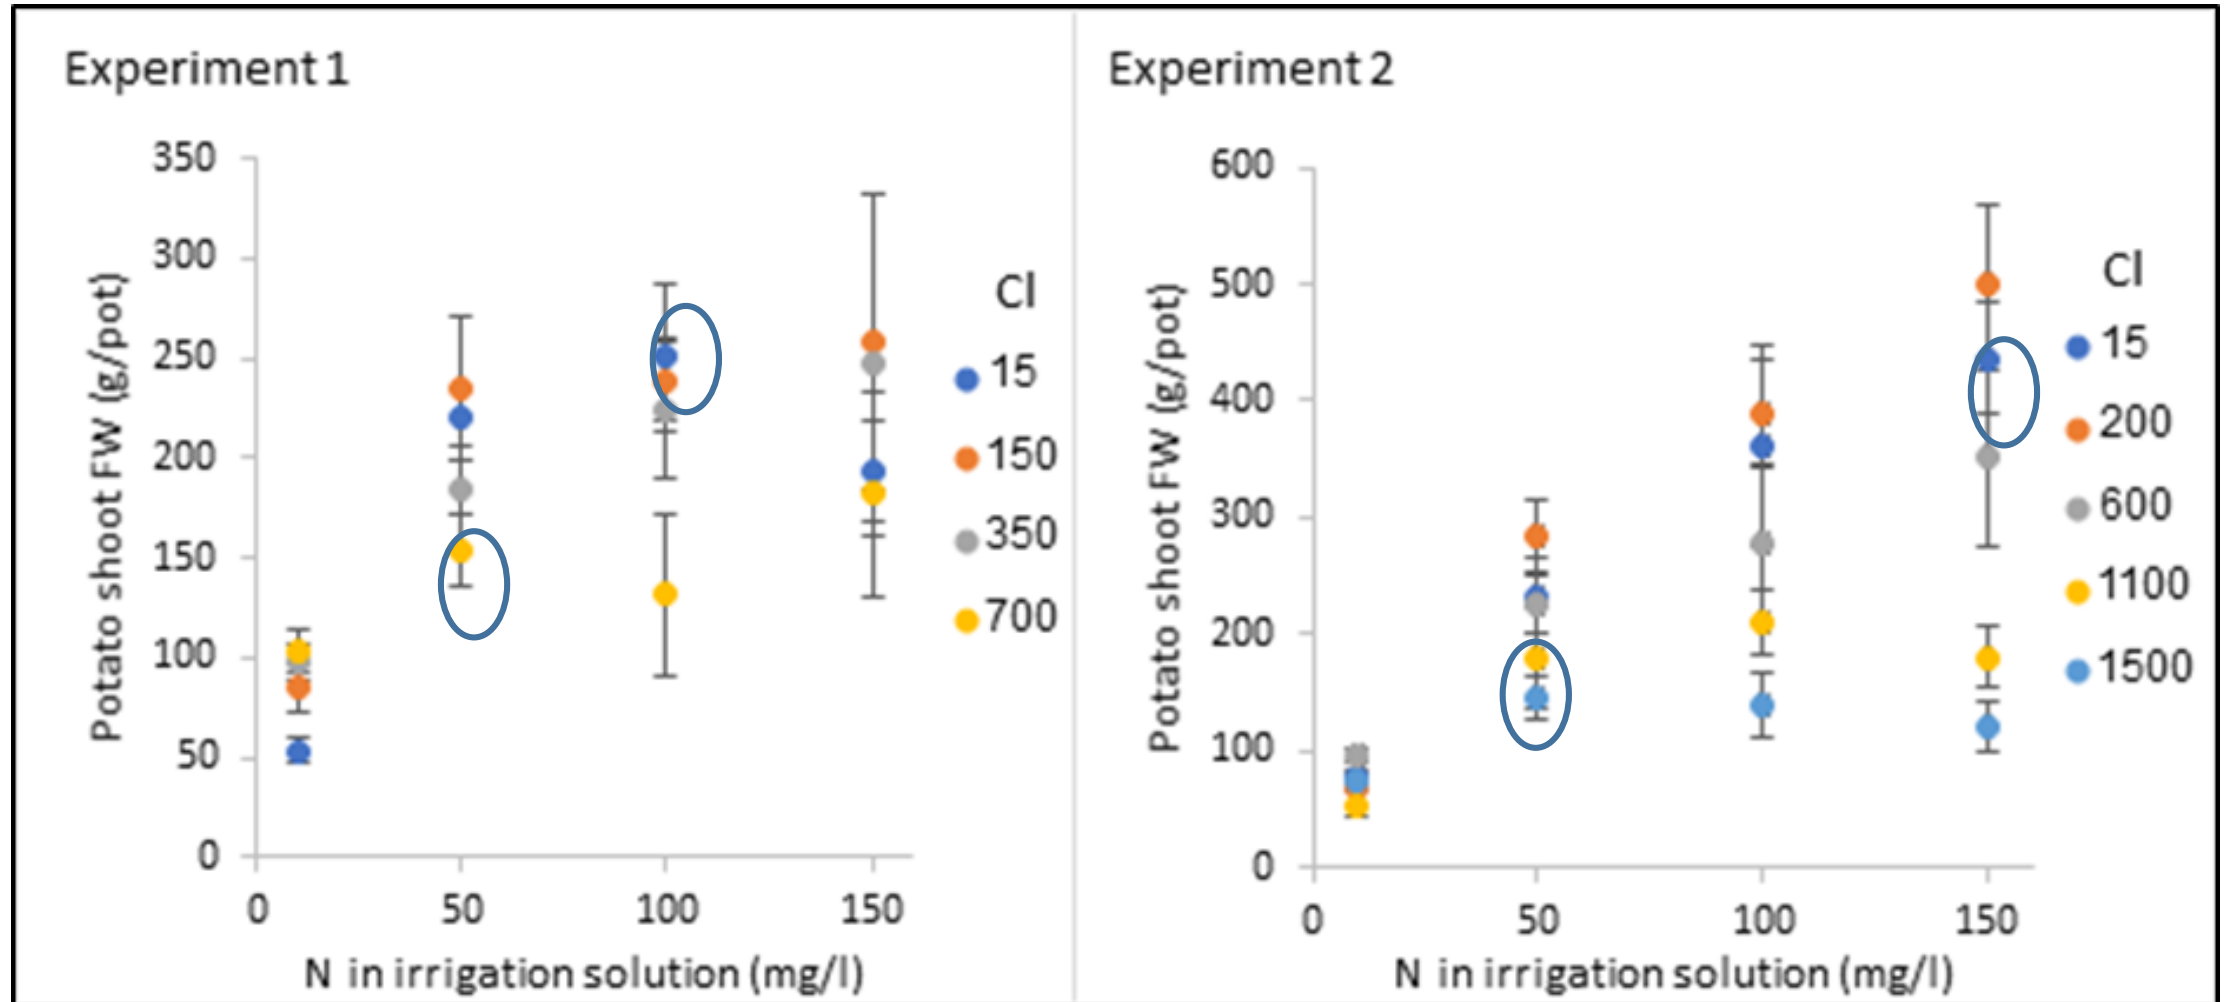 Experiment 1
Potato shoot FW (g/pot)
350
300
250
200
150
100
50
0
0 50 100 150
N in irrigation solution (mg/l)
Cl
15
150
350
700
Experiment 2
Potato shoot FW (g/pot)
600
500
400
300
200
100
0
0 50 100 150
N in irrigation solution (mg/l)
Cl
15
200
600
1100
1500